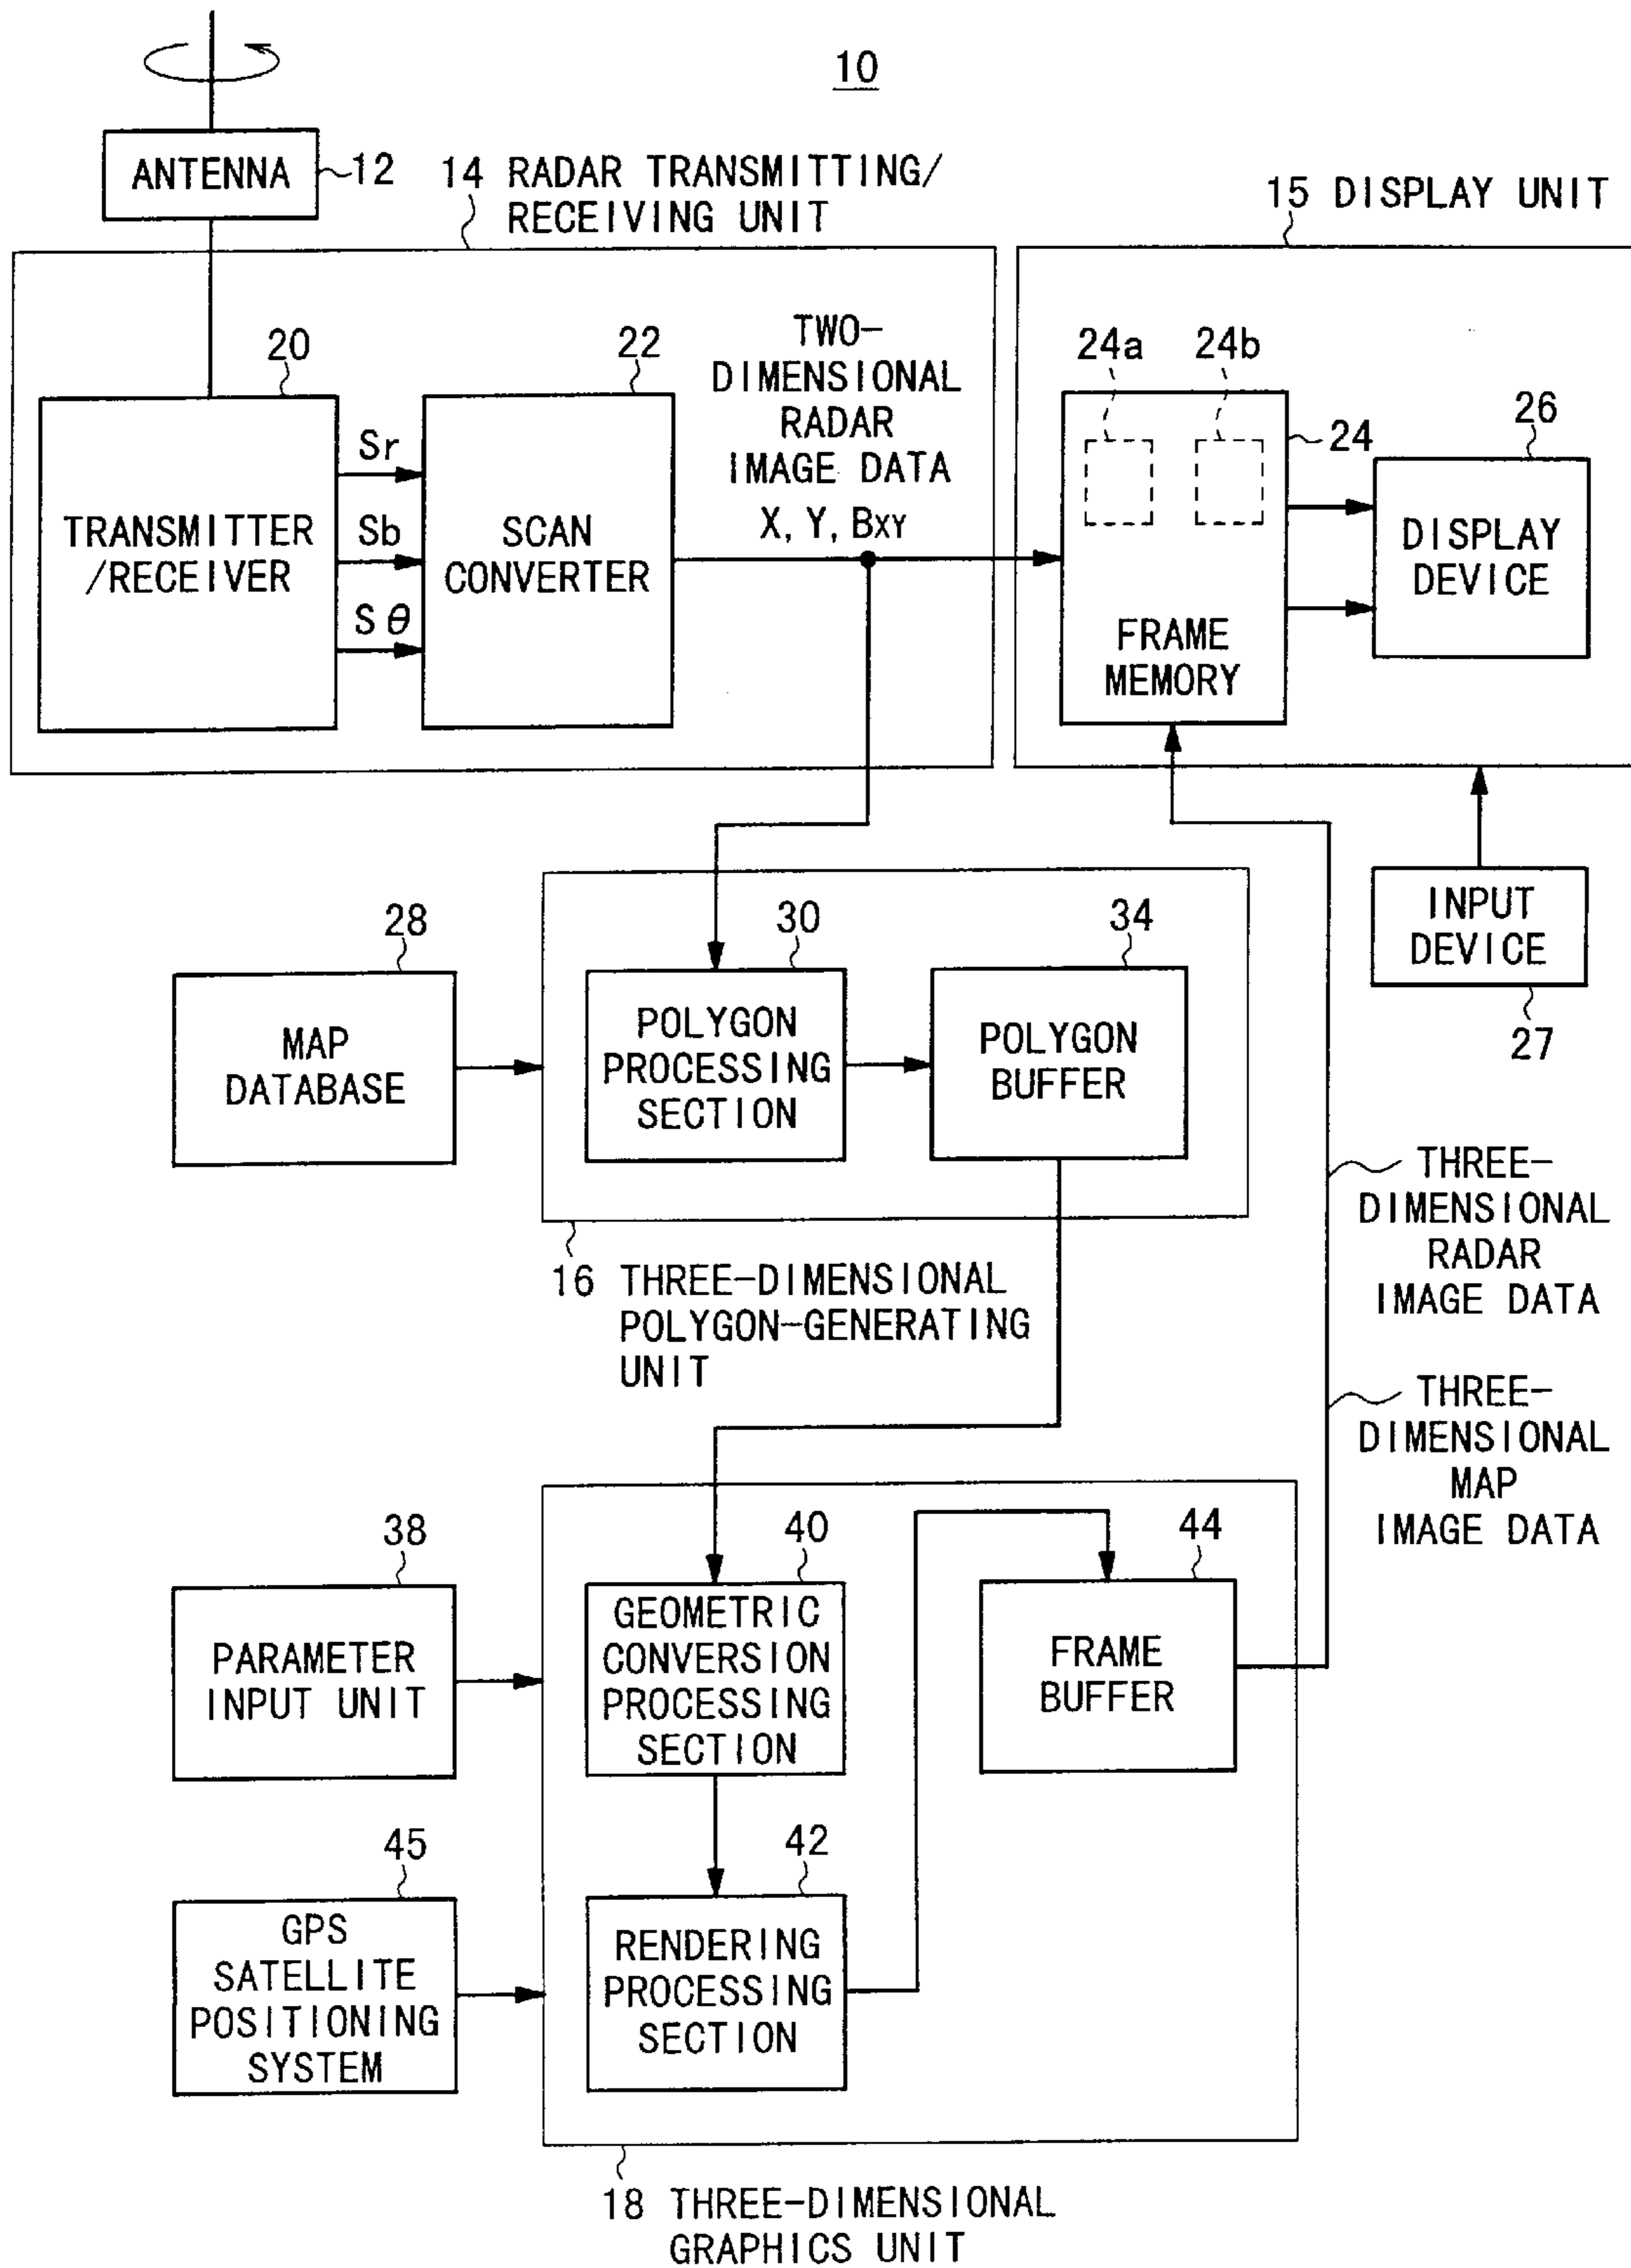 10
ANTENNA
12
14 RADAR TRANSMITTING/
RECEIVING UNIT
15 DISPLAY UNIT
20
22
TWO-
DIMENSIONAL
RADAR
IMAGE DATA
X, Y, BXY
24a
24b
24
26
Sr
Sb
Sθ
TRANSMITTER
/RECEIVER
SCAN
CONVERTER
FRAME
MEMORY
DISPLAY
DEVICE
INPUT
DEVICE
27
28
MAP
DATABASE
30
POLYGON
PROCESSING
SECTION
34
POLYGON
BUFFER
16 THREE-DIMENSIONAL
POLYGON-GENERATING
UNIT
THREE-
DIMENSIONAL
RADAR
IMAGE DATA
THREE-
DIMENSIONAL
MAP
IMAGE DATA
38
PARAMETER
INPUT UNIT
40
GEOMETRIC
CONVERSION
PROCESSING
SECTION
44
FRAME
BUFFER
45
GPS
SATELLITE
POSITIONING
SYSTEM
42
RENDERING
PROCESSING
SECTION
18 THREE-DIMENSIONAL
GRAPHICS UNIT